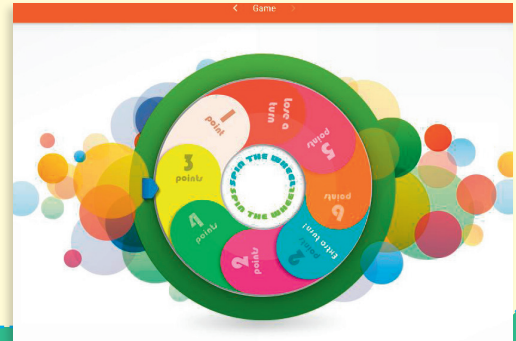 Game
lose a
turn
5
points
6
points
Extra turn!
2
points
2
points
4
points
3
points
1
point
SPIN THE WHEEL
SPIN THE WHEEL